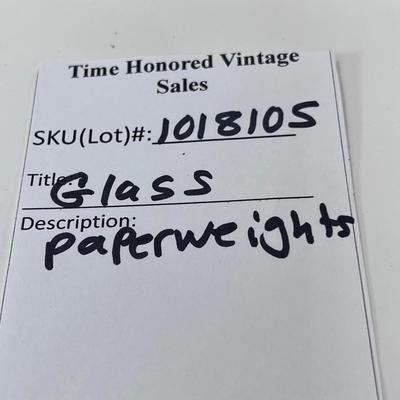 Time Honored Vintage
Sales
SKU(Lot)#: 1018105
Title: Glass
Description: paperweights